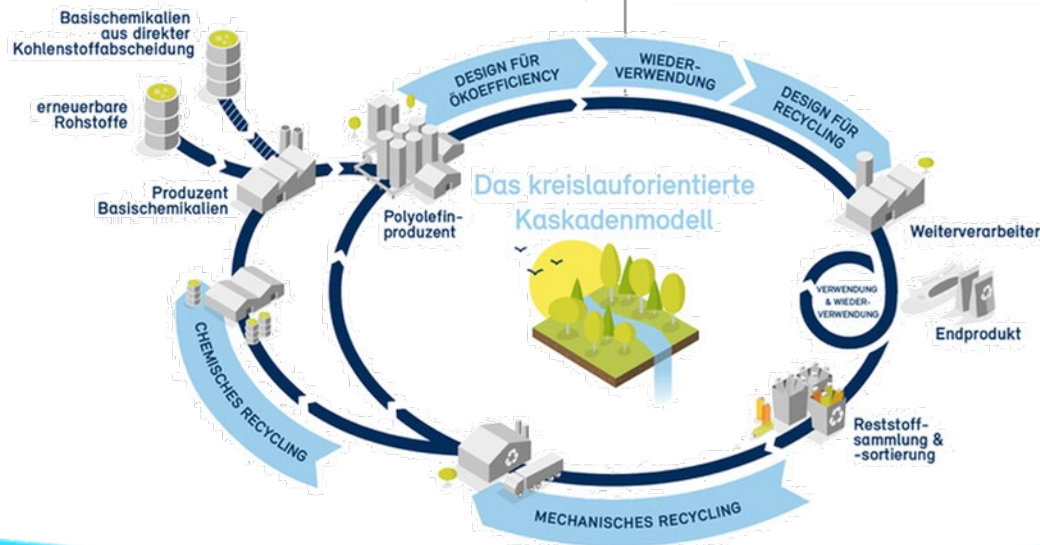 Basischemikalien
aus direkter
Kohlenstoffabscheidung
erneuerbare
Rohstoffe
Produzent
Basischemikalien
Polyolefin-
produzent
DESIGN FÜR
ÖKOEFFICIENCY
WIEDER-
VERWENDUNG
DESIGN FÜR
RECYCLING
Das kreislauforientierte
Kaskadenmodell
Weiterverarbeiter
VERWENDUNG
& WIEDER-
VERWENDUNG
Endprodukt
Reststoff-
sammlung &
-sortierung
MECHANISCHES RECYCLING
CHEMISCHES RECYCLING